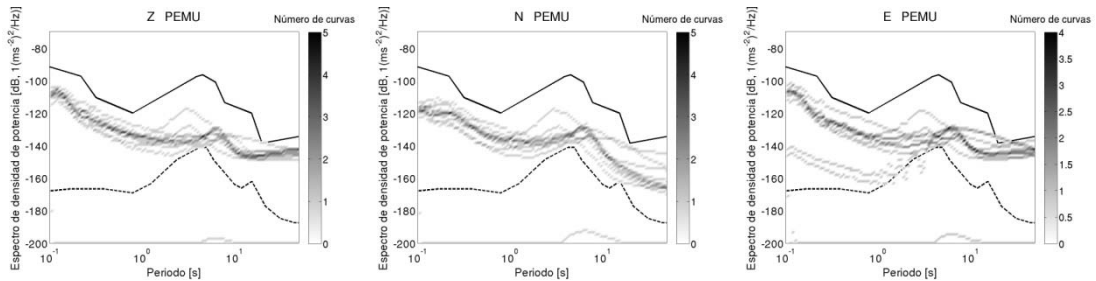 Z PEMU
Número de curvas
Espectro de densidad de potencia [dB, 1(ms⁻²)²/Hz)]
-80
-100
-120
-140
-160
-180
-200
10⁻¹ 10⁰ 10¹
Periodo [s]
5
4
3
2
1
0
N PEMU
Número de curvas
Espectro de densidad de potencia [dB, 1(ms⁻²)²/Hz)]
-80
-100
-120
-140
-160
-180
-200
10⁻¹ 10⁰ 10¹
Periodo [s]
5
4
3
2
1
0
E PEMU
Número de curvas
Espectro de densidad de potencia [dB, 1(ms⁻²)²/Hz)]
-80
-100
-120
-140
-160
-180
-200
10⁻¹ 10⁰ 10¹
Periodo [s]
4
3.5
3
2.5
2
1.5
1
0.5
0